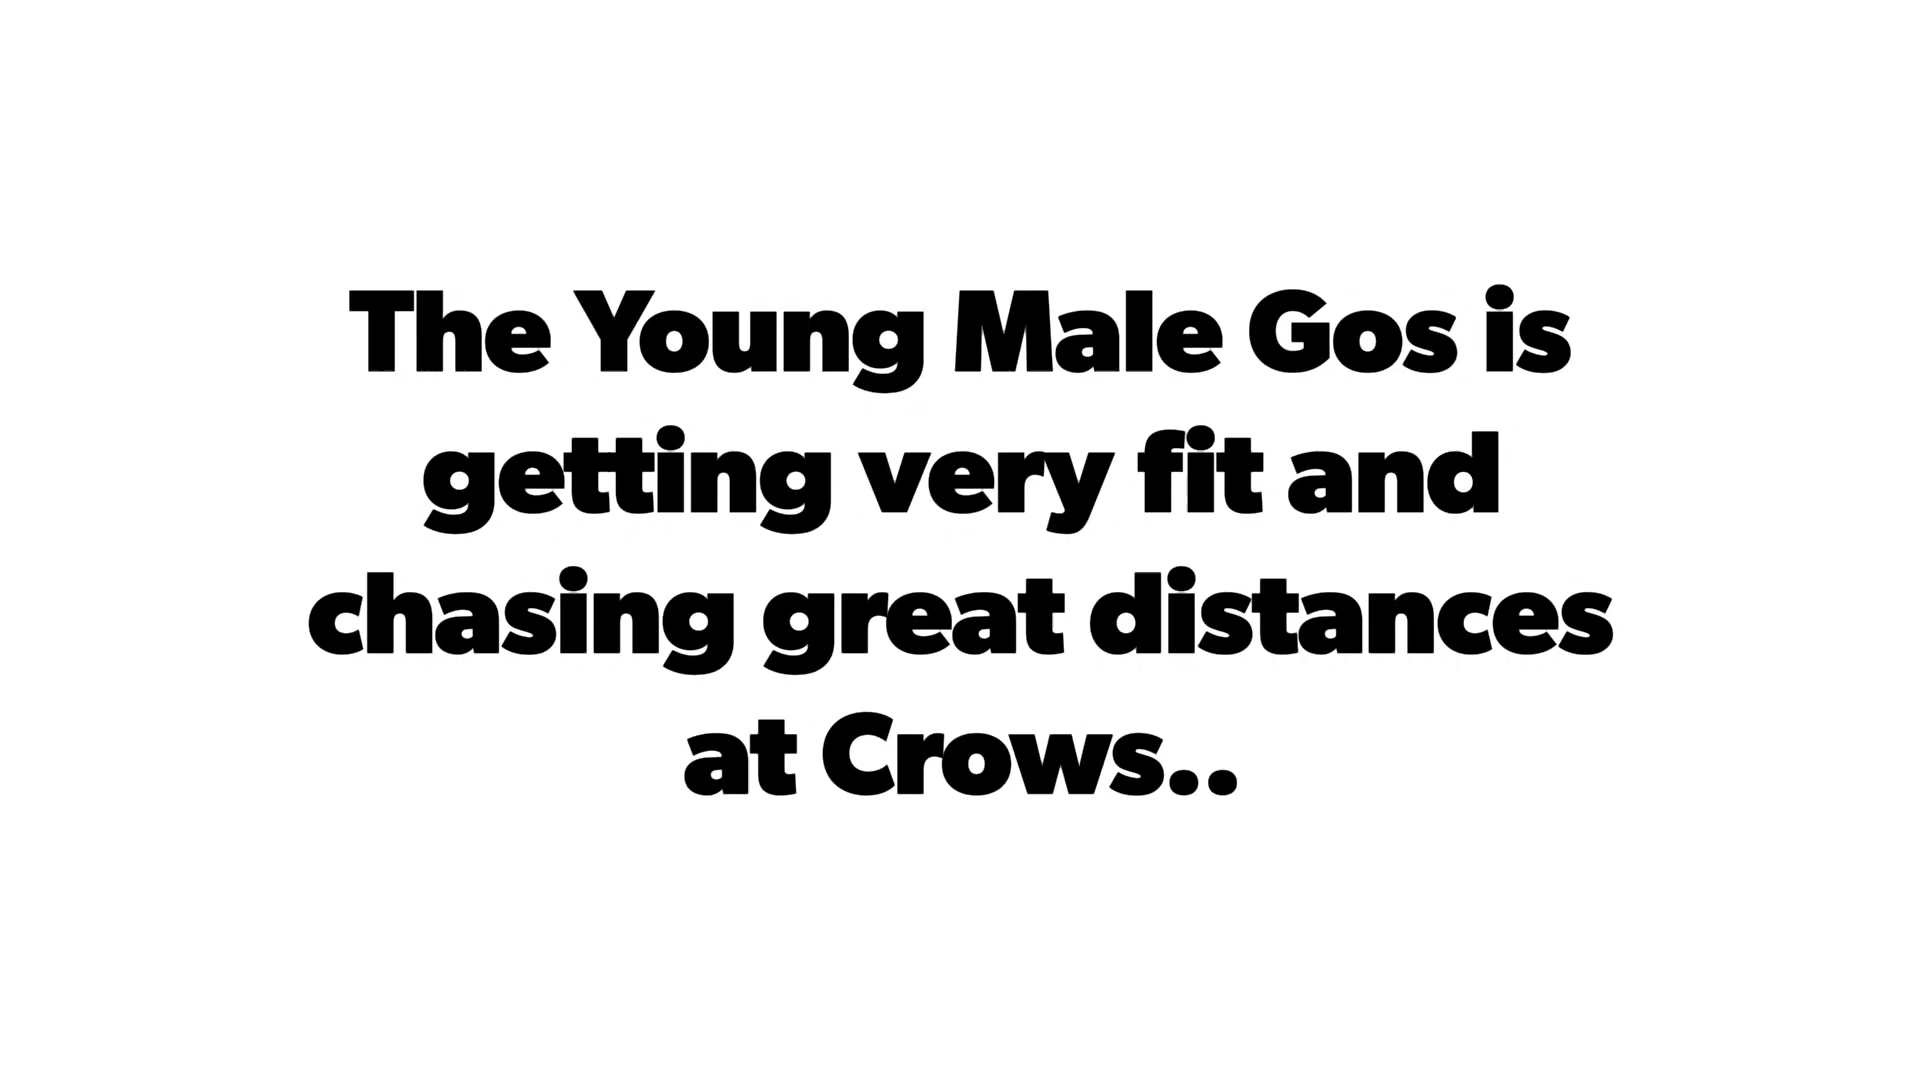 The Young Male Gos is
getting very fit and
chasing great distances
at Crows..